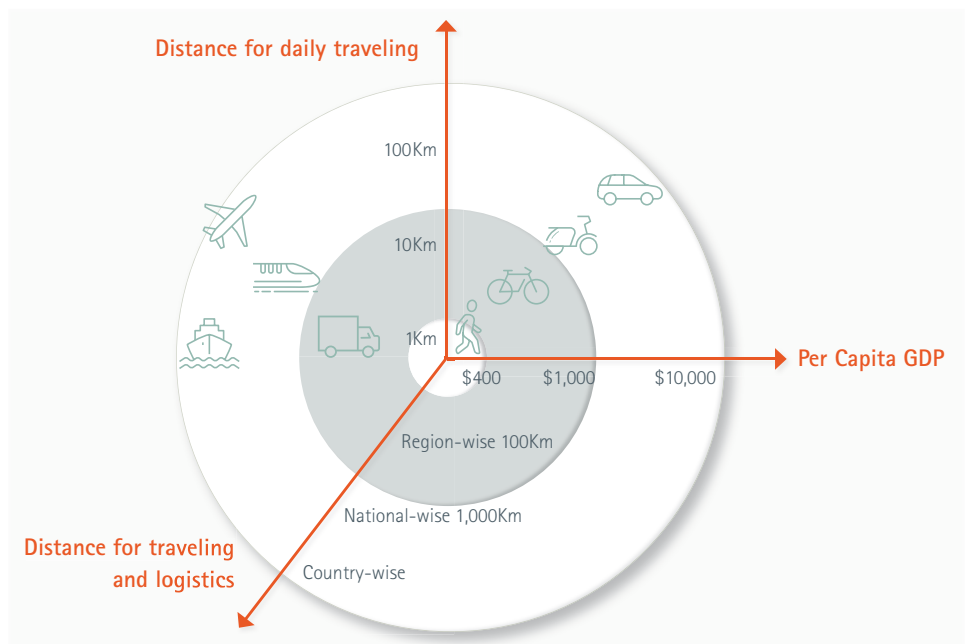 Distance for daily traveling
100Km
10Km
1Km
$400 $1,000 $10,000
Per Capita GDP
Region-wise 100Km
National-wise 1,000Km
Distance for traveling
and logistics
Country-wise